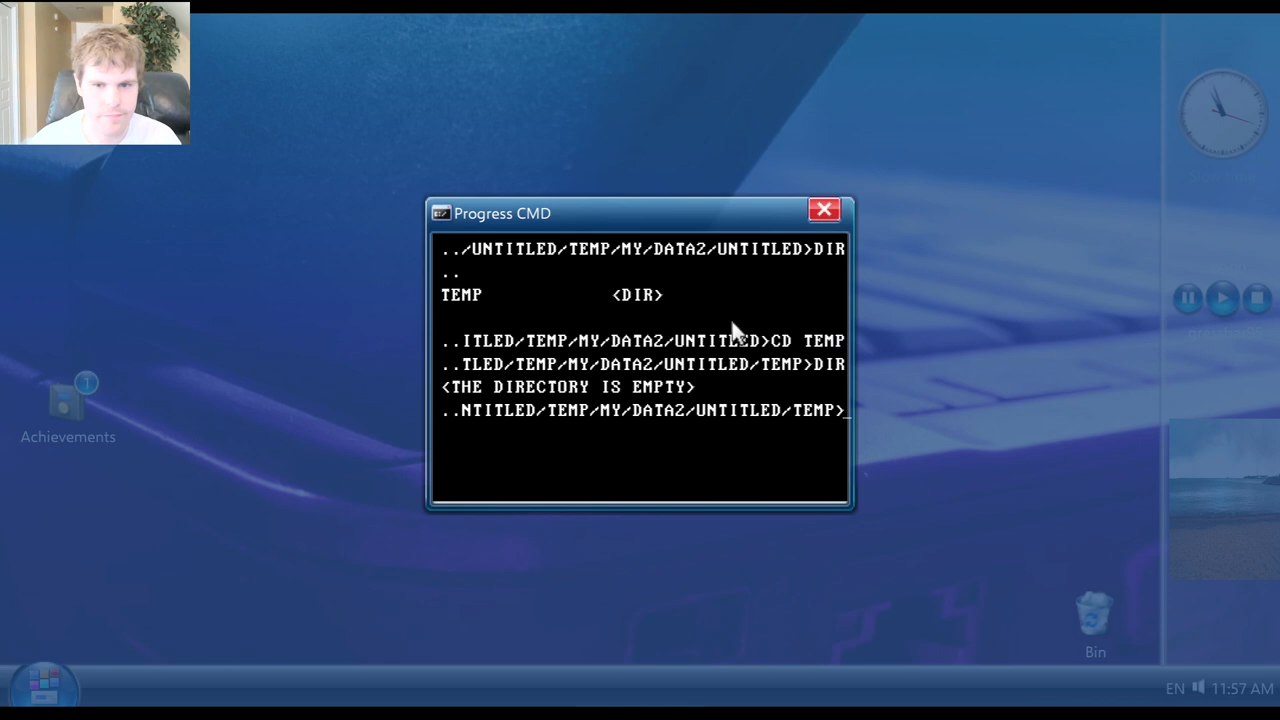 Progress CMD
../UNTITLED/TEMP/MY/DATA2/UNTITLED>DIR
..
TEMP <DIR>
..ITLED/TEMP/MY/DATA2/UNTITLED>CD TEMP
..TLED/TEMP/MY/DATA2/UNTITLED/TEMP>DIR
<THE DIRECTORY IS EMPTY>
..NTITLED/TEMP/MY/DATA2/UNTITLED/TEMP>_
1
Achievements
Bin
EN 11:57 AM